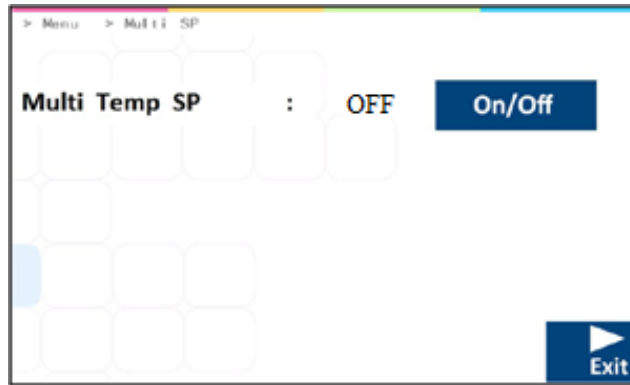 > Menu > Multi SP
Multi Temp SP : OFF On/Off
Exit